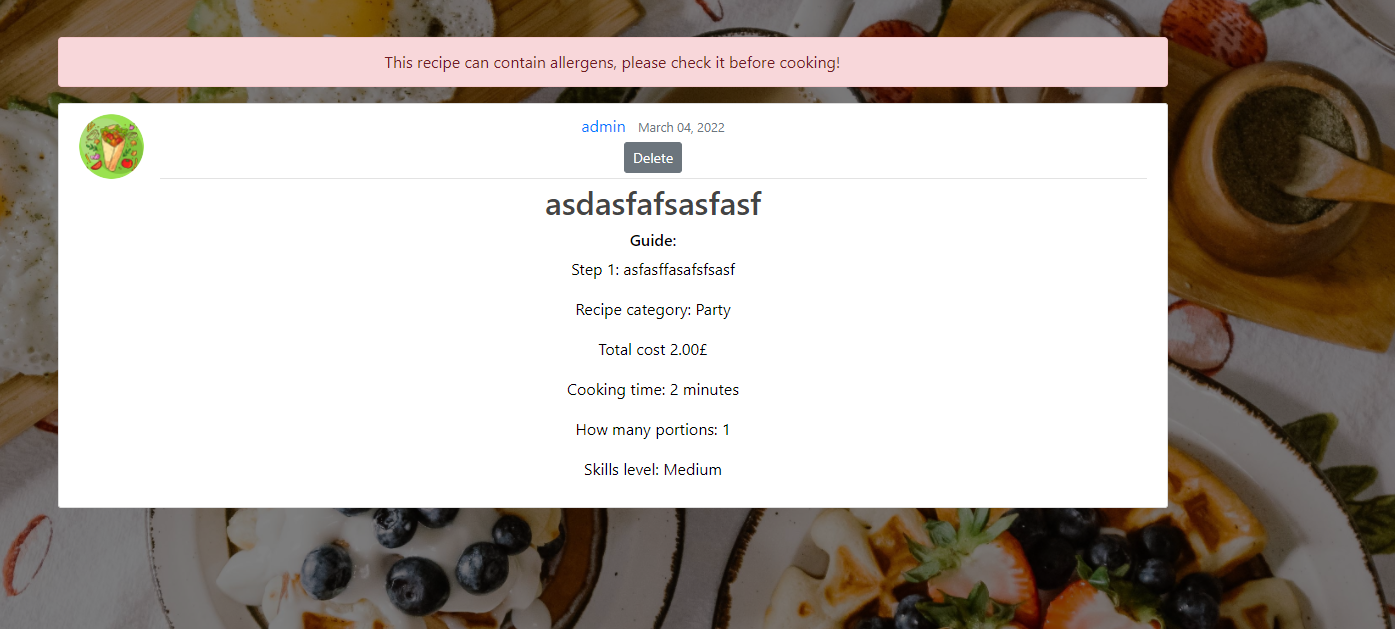 This recipe can contain allergens, please check it before cooking!
admin March 04, 2022
Delete
asdasfafsasfasf
Guide:
Step 1: asfasffasafsfsasf
Recipe category: Party
Total cost 2.00£
Cooking time: 2 minutes
How many portions: 1
Skills level: Medium